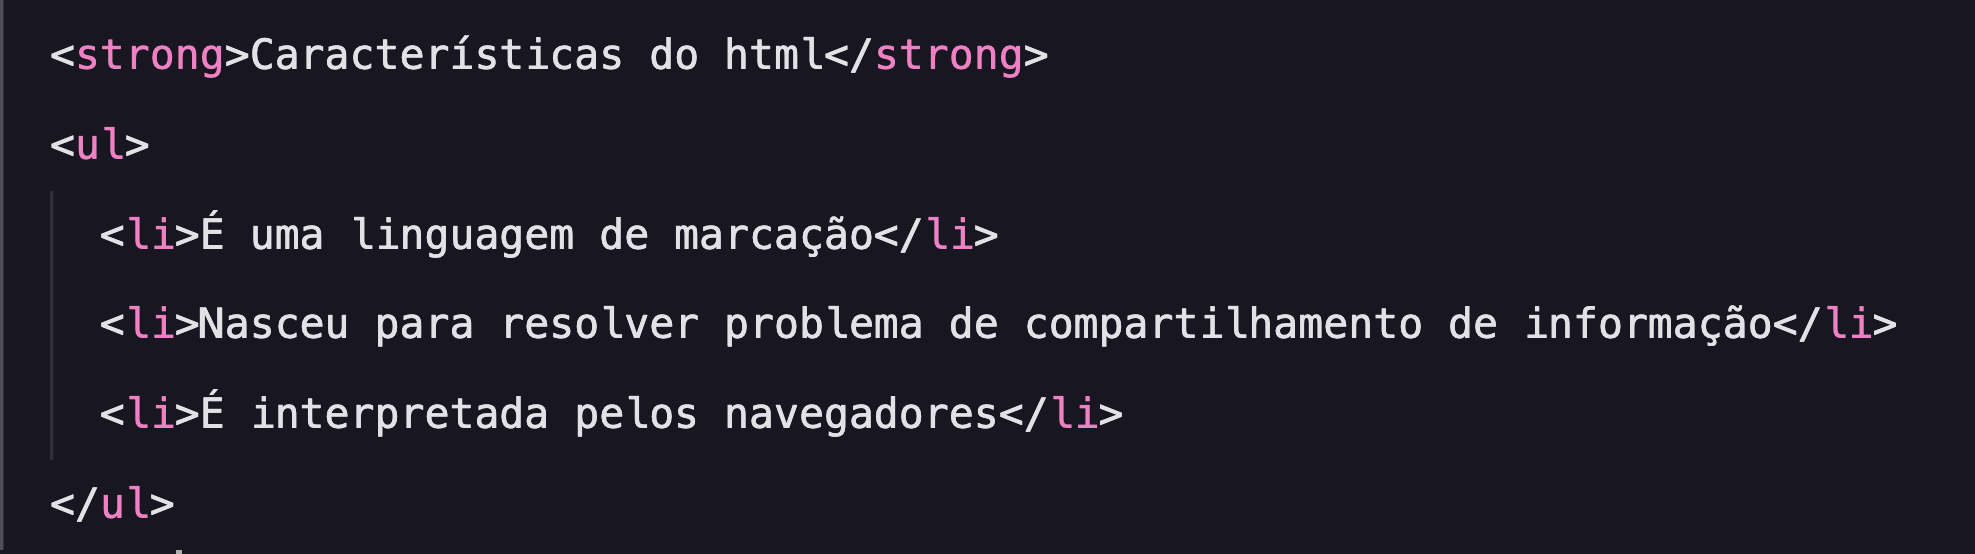 <strong>Características do html</strong>
<ul>
<li>É uma linguagem de marcação</li>
<li>Nasceu para resolver problema de compartilhamento de informação</li>
<li>É interpretada pelos navegadores</li>
</ul>